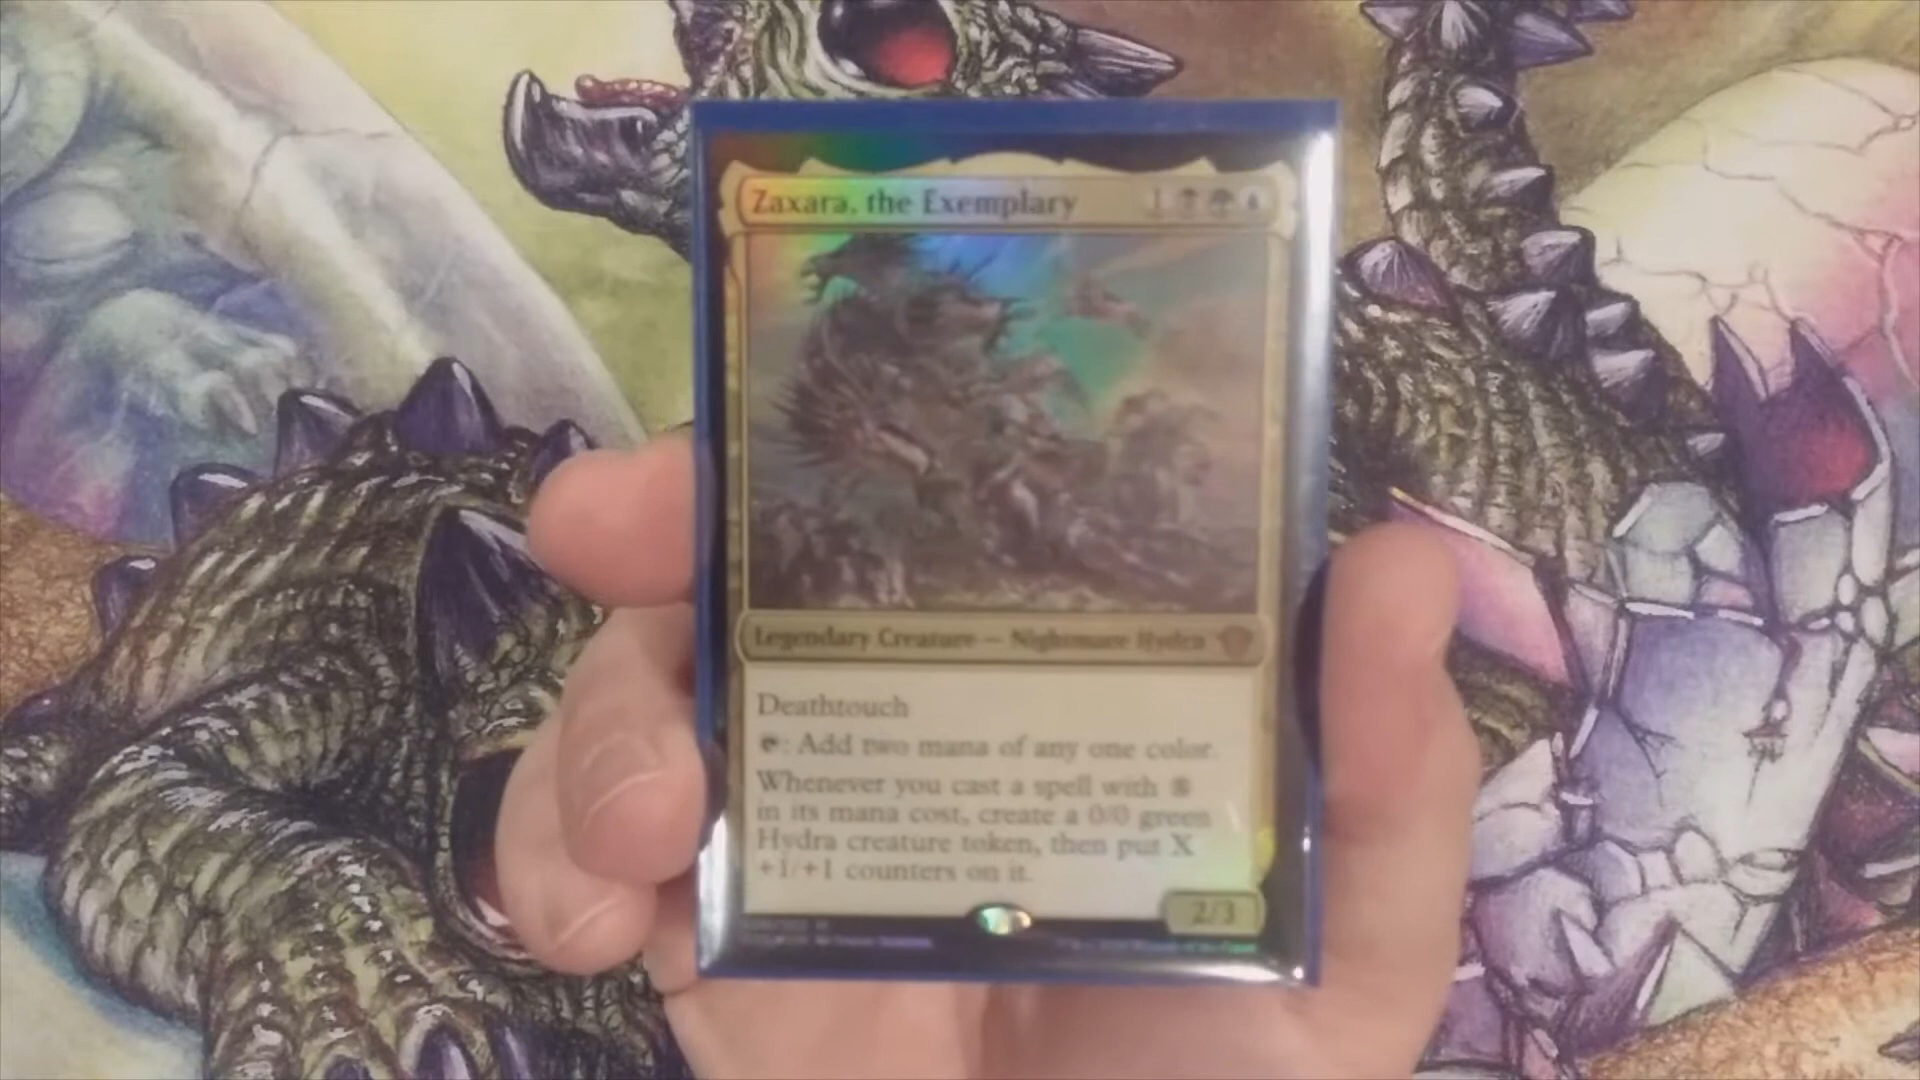 Zaxara, the Exemplary 1
Legendary Creature — Nightmare Hydra
Deathtouch
: Add two mana of any one color.
Whenever you cast a spell with X
in its mana cost, create a 0/0 green
Hydra creature token, then put X
+1/+1 counters on it.
2/3